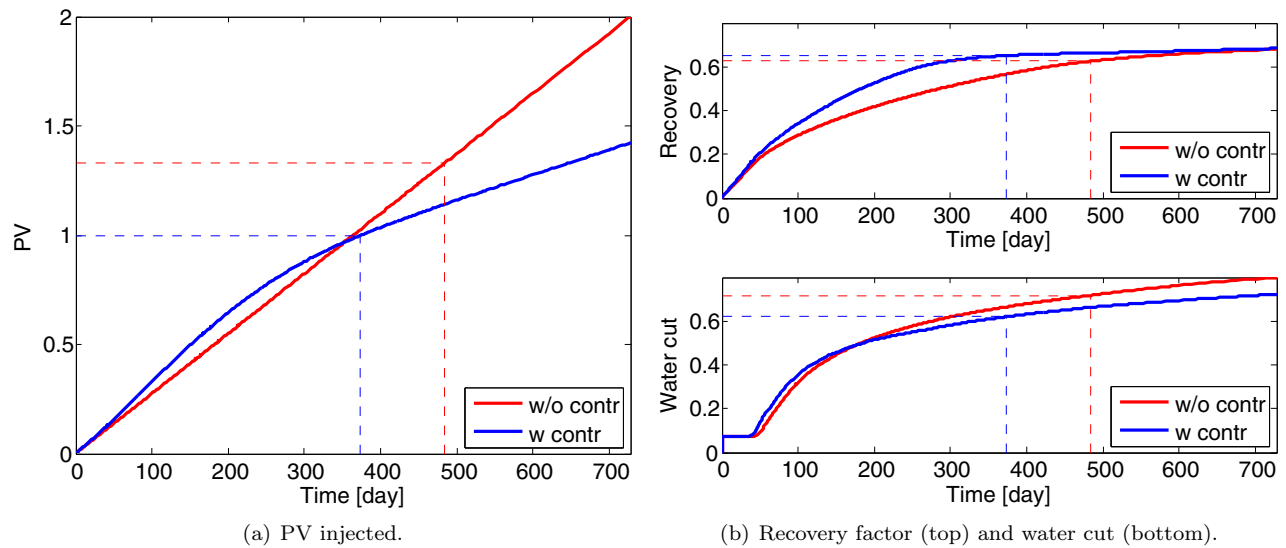 2
1.5
1
0.5
0
PV
0 100 200 300 400 500 600 700
Time [day]
w/o contr
w contr
(a) PV injected.
0.6
0.4
0.2
0
Recovery
0 100 200 300 400 500 600 700
Time [day]
w/o contr
w contr
0.6
0.4
0.2
0
Water cut
0 100 200 300 400 500 600 700
Time [day]
w/o contr
w contr
(b) Recovery factor (top) and water cut (bottom).